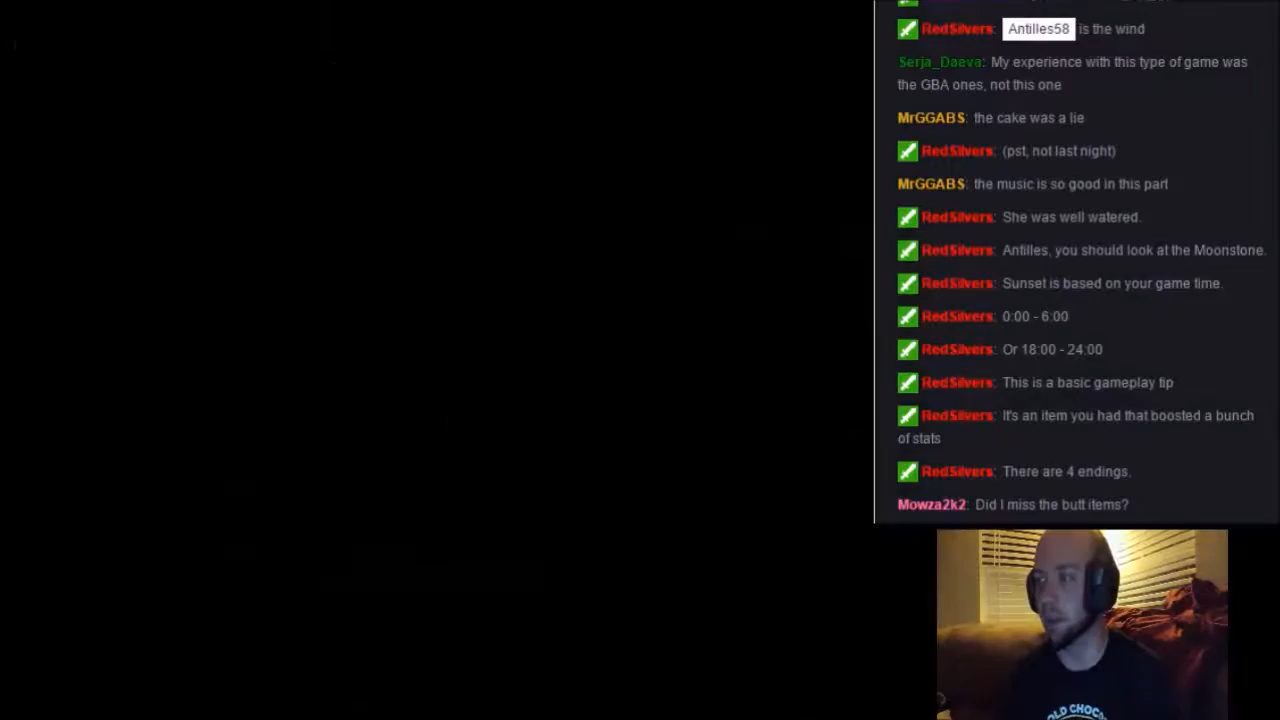 RedSilvers: Antilles58 is the wind
Serja_Daeva: My experience with this type of game was
the GBA ones, not this one
MrGGABS: the cake was a lie
RedSilvers: (pst, not last night)
MrGGABS: the music is so good in this part
RedSilvers: She was well watered.
RedSilvers: Antilles, you should look at the Moonstone.
RedSilvers: Sunset is based on your game time.
RedSilvers: 0:00 - 6:00
RedSilvers: Or 18:00 - 24:00
RedSilvers: This is a basic gameplay tip
RedSilvers: It's an item you had that boosted a bunch
of stats
RedSilvers: There are 4 endings.
Mowza2k2: Did I miss the butt items?